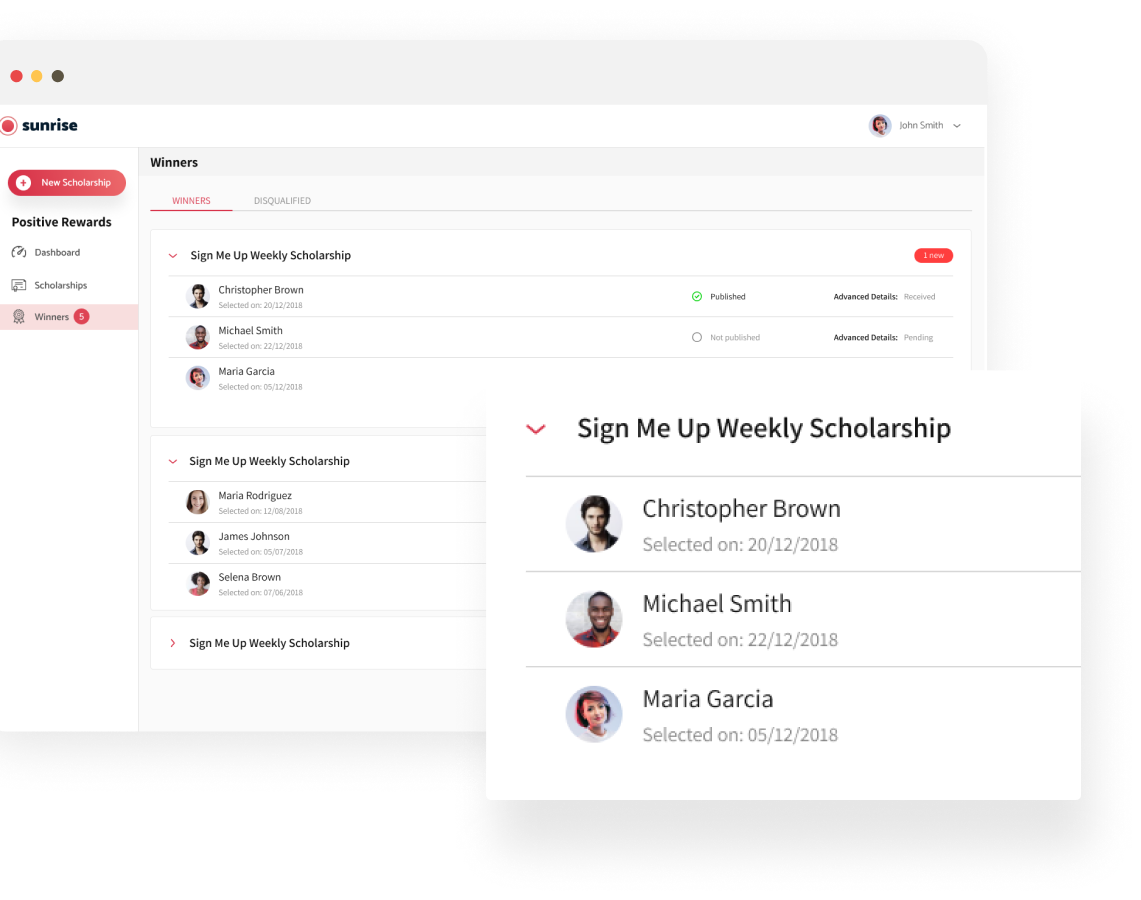 sunrise
John Smith
New Scholarship
Positive Rewards
Dashboard
Scholarships
Winners 5
Winners
WINNERS DISQUALIFIED
Sign Me Up Weekly Scholarship 1 new
Christopher Brown
Selected on: 20/12/2018
Published Advanced Details: Received
Michael Smith
Selected on: 22/12/2018
Not published Advanced Details: Pending
Maria Garcia
Selected on: 05/12/2018
Sign Me Up Weekly Scholarship
Maria Rodriguez
Selected on: 12/08/2018
James Johnson
Selected on: 05/07/2018
Selena Brown
Selected on: 07/06/2018
Sign Me Up Weekly Scholarship
Sign Me Up Weekly Scholarship
Christopher Brown
Selected on: 20/12/2018
Michael Smith
Selected on: 22/12/2018
Maria Garcia
Selected on: 05/12/2018